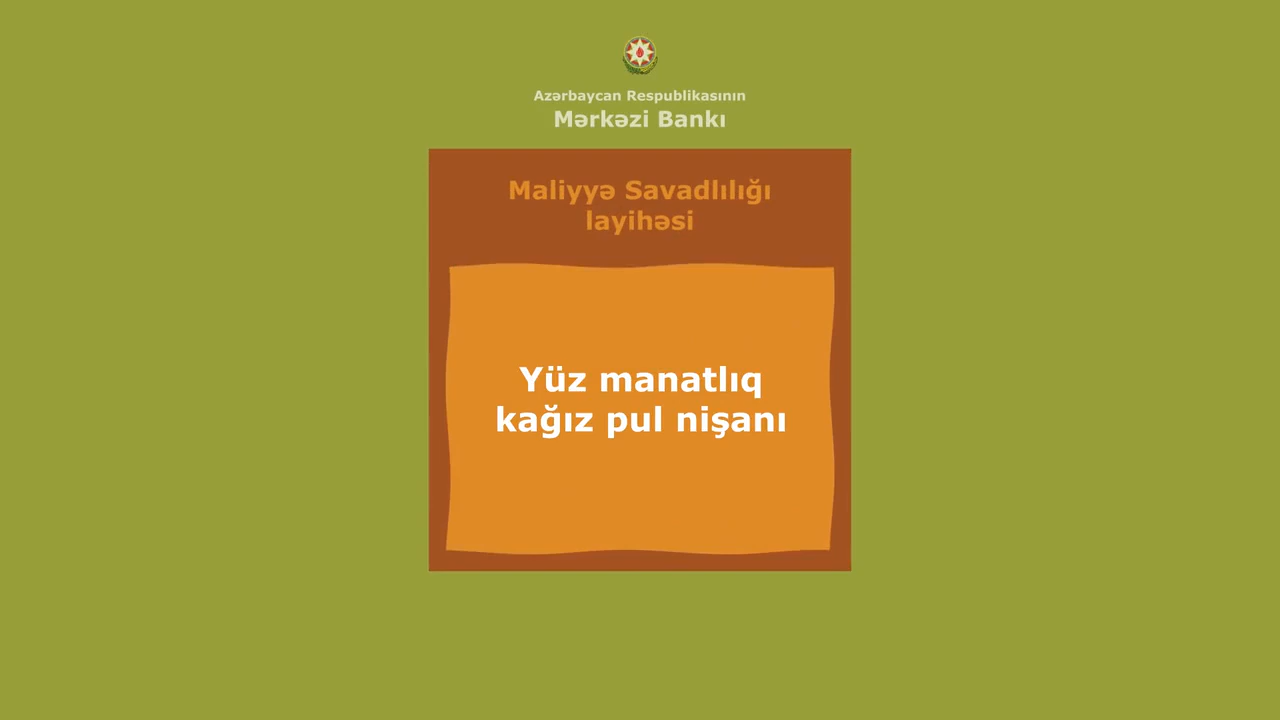 Azərbaycan Respublikasının
Mərkəzi Bankı
Maliyyə Savadlılığı
layihəsi
Yüz manatlıq
kağız pul nişanı